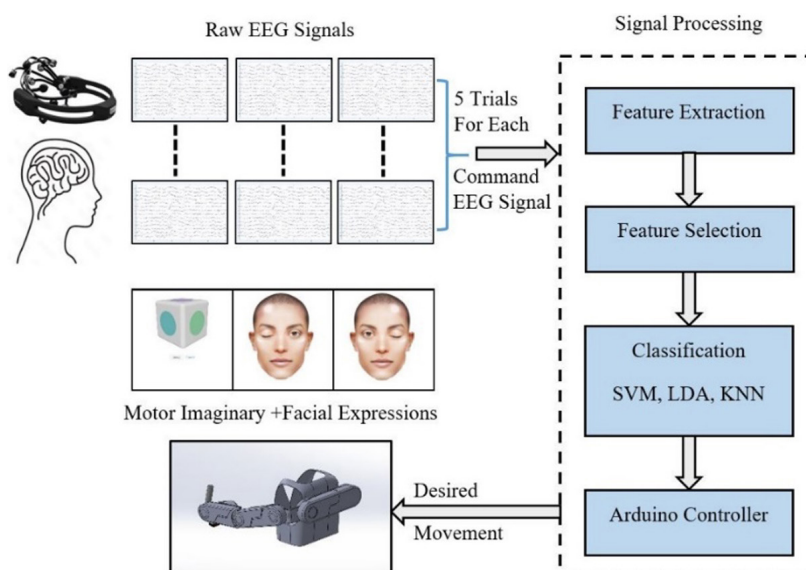 Raw EEG Signals
Signal Processing
5 Trials
For Each
Command
EEG Signal
Feature Extraction
Feature Selection
Classification
SVM, LDA, KNN
Arduino Controller
Motor Imaginary +Facial Expressions
Desired
Movement